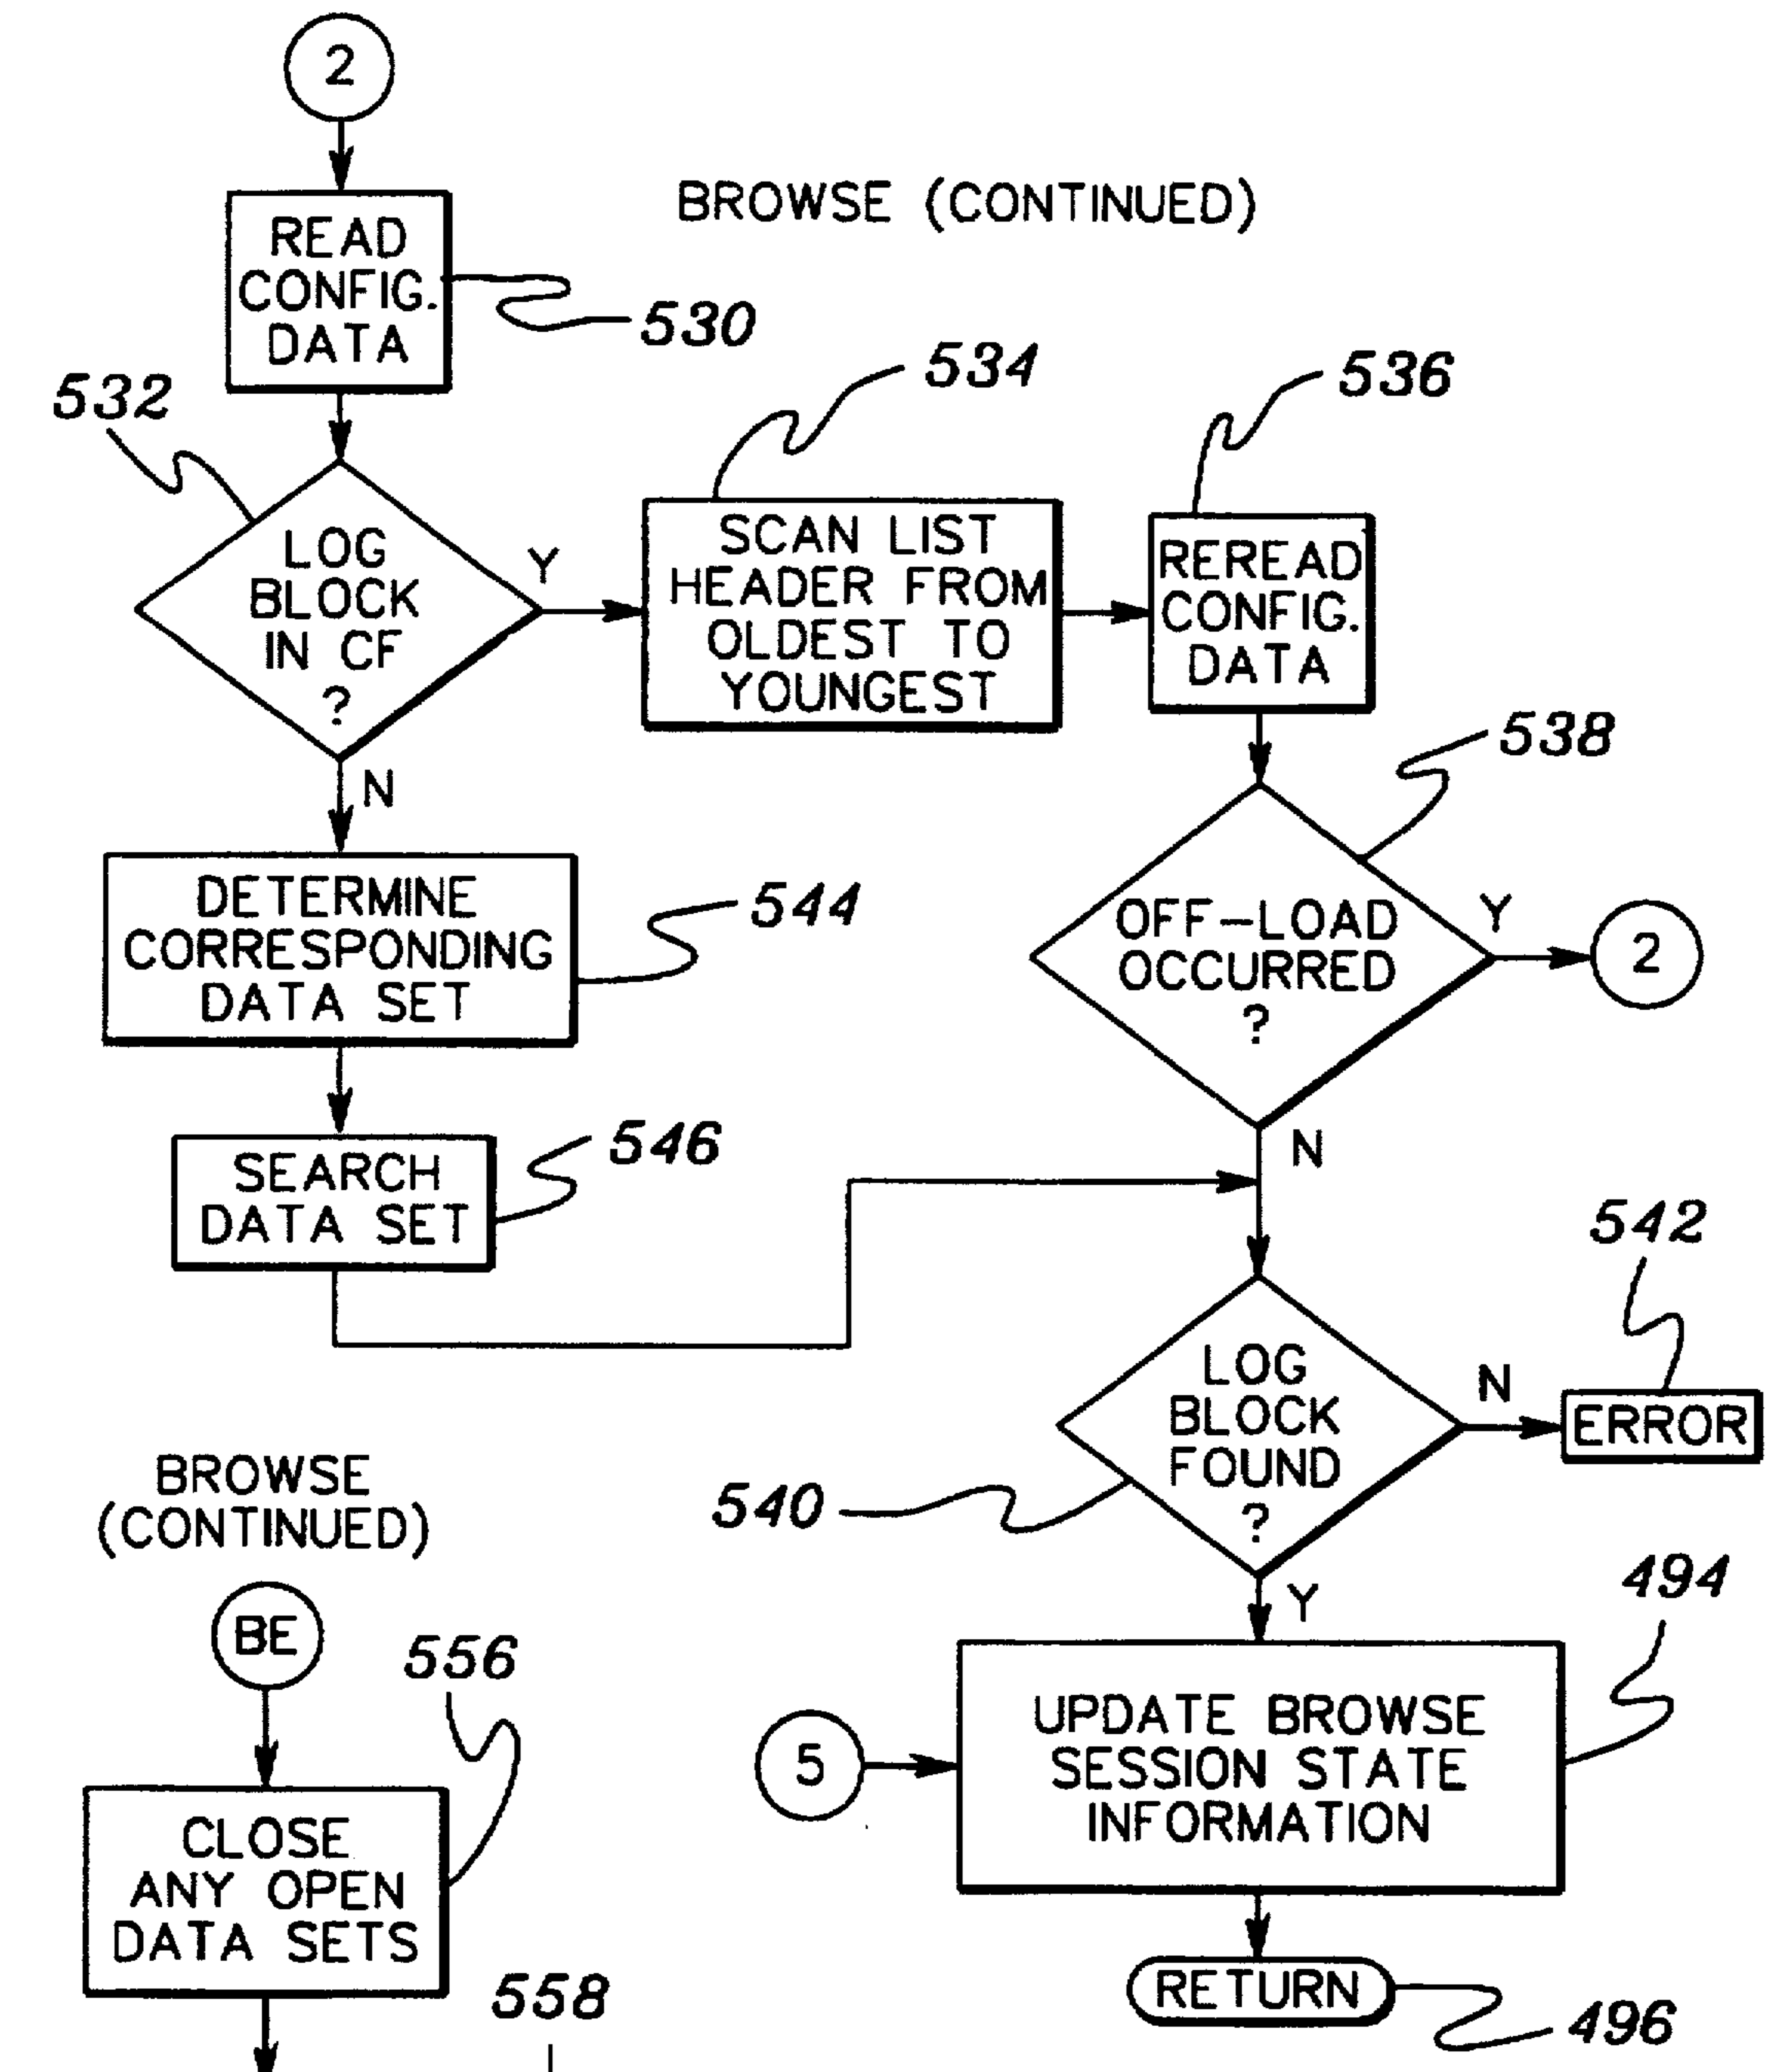 2
BROWSE (CONTINUED)
READ
CONFIG.
DATA
530
532
534
536
LOG
BLOCK
IN CF
?
Y
N
SCAN LIST
HEADER FROM
OLDEST TO
YOUNGEST
REREAD
CONFIG.
DATA
538
OFF-LOAD
OCCURRED
?
Y
2
N
DETERMINE
CORRESPONDING
DATA SET
544
SEARCH
DATA SET
546
542
LOG
BLOCK
FOUND
?
N
ERROR
540
Y
494
5
UPDATE BROWSE
SESSION STATE
INFORMATION
RETURN
496
BROWSE
(CONTINUED)
BE
556
CLOSE
ANY OPEN
DATA SETS
558